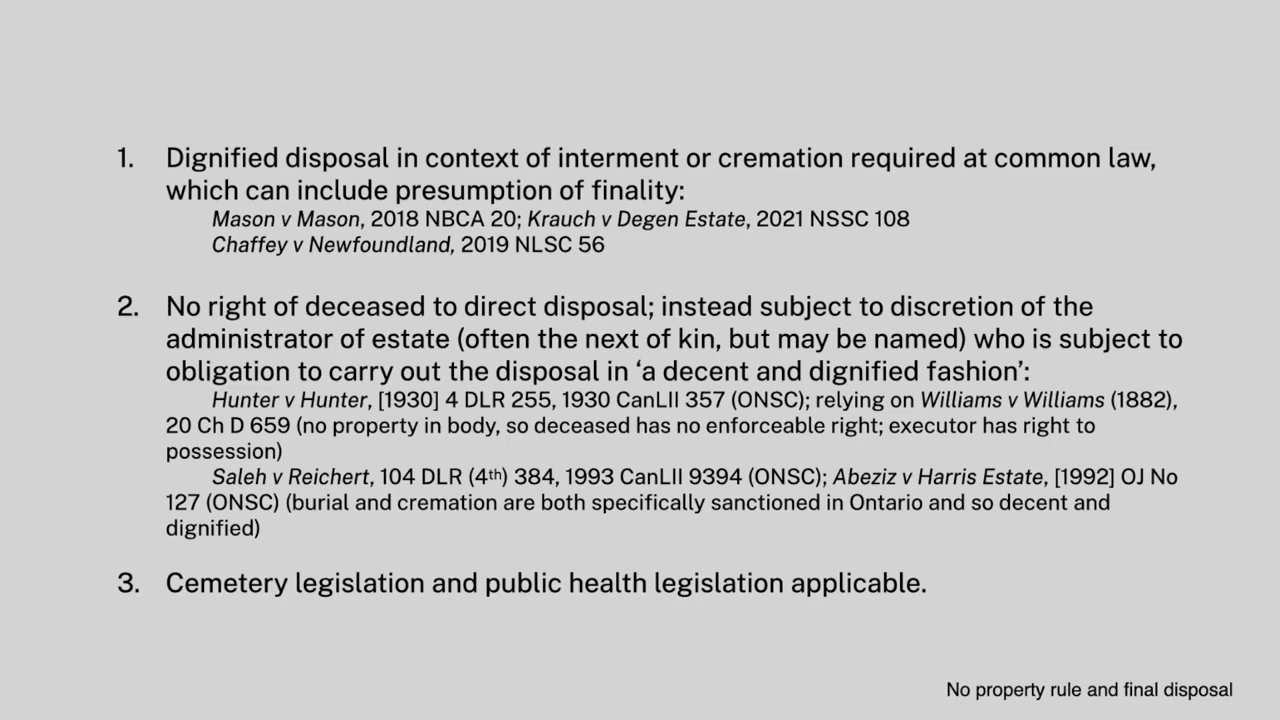 1. Dignified disposal in context of interment or cremation required at common law,
which can include presumption of finality:
Mason v Mason, 2018 NBCA 20; Krauch v Degen Estate, 2021 NSSC 108
Chaffey v Newfoundland, 2019 NLSC 56
2. No right of deceased to direct disposal; instead subject to discretion of the
administrator of estate (often the next of kin, but may be named) who is subject to
obligation to carry out the disposal in ‘a decent and dignified fashion’:
Hunter v Hunter, [1930] 4 DLR 255, 1930 CanLII 357 (ONSC); relying on Williams v Williams (1882),
20 Ch D 659 (no property in body, so deceased has no enforceable right; executor has right to
possession)
Saleh v Reichert, 104 DLR (4th) 384, 1993 CanLII 9394 (ONSC); Abeziz v Harris Estate, [1992] OJ No
127 (ONSC) (burial and cremation are both specifically sanctioned in Ontario and so decent and
dignified)
3. Cemetery legislation and public health legislation applicable.
No property rule and final disposal